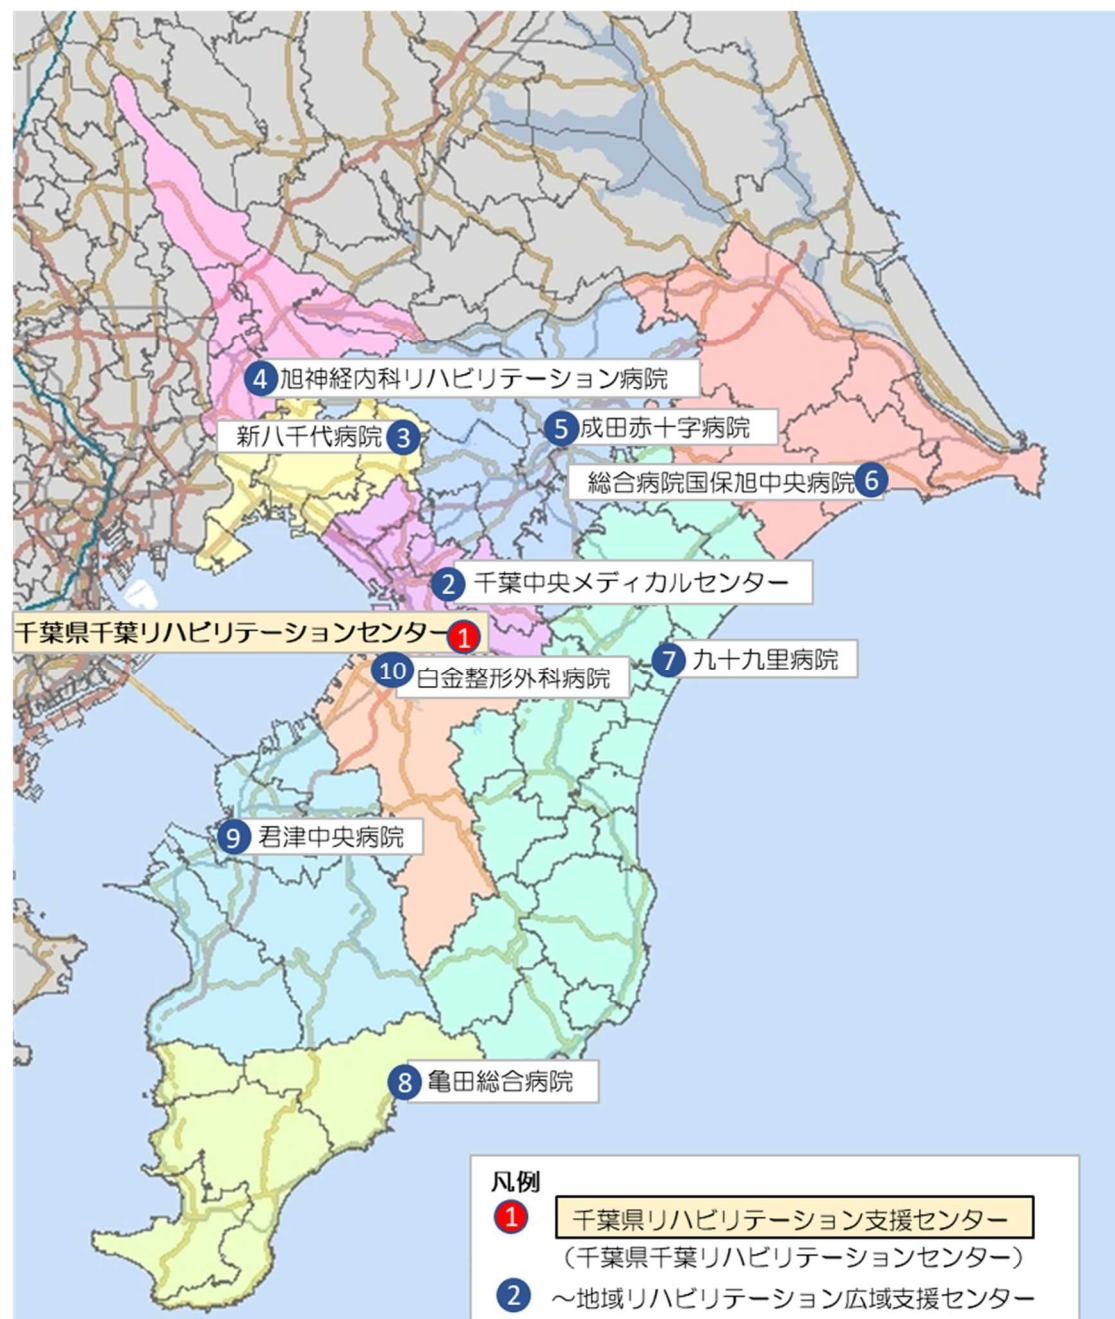 4 旭神経内科リハビリテーション病院
新八千代病院 3
5 成田赤十字病院
総合病院国保旭中央病院 6
2 千葉中央メディカルセンター
千葉県千葉リハビリテーションセンター 1
7 九十九里病院
10 白金整形外科病院
9 君津中央病院
8 亀田総合病院
凡例
1 千葉県リハビリテーション支援センター
（千葉県千葉リハビリテーションセンター）
2 ～地域リハビリテーション広域支援センター